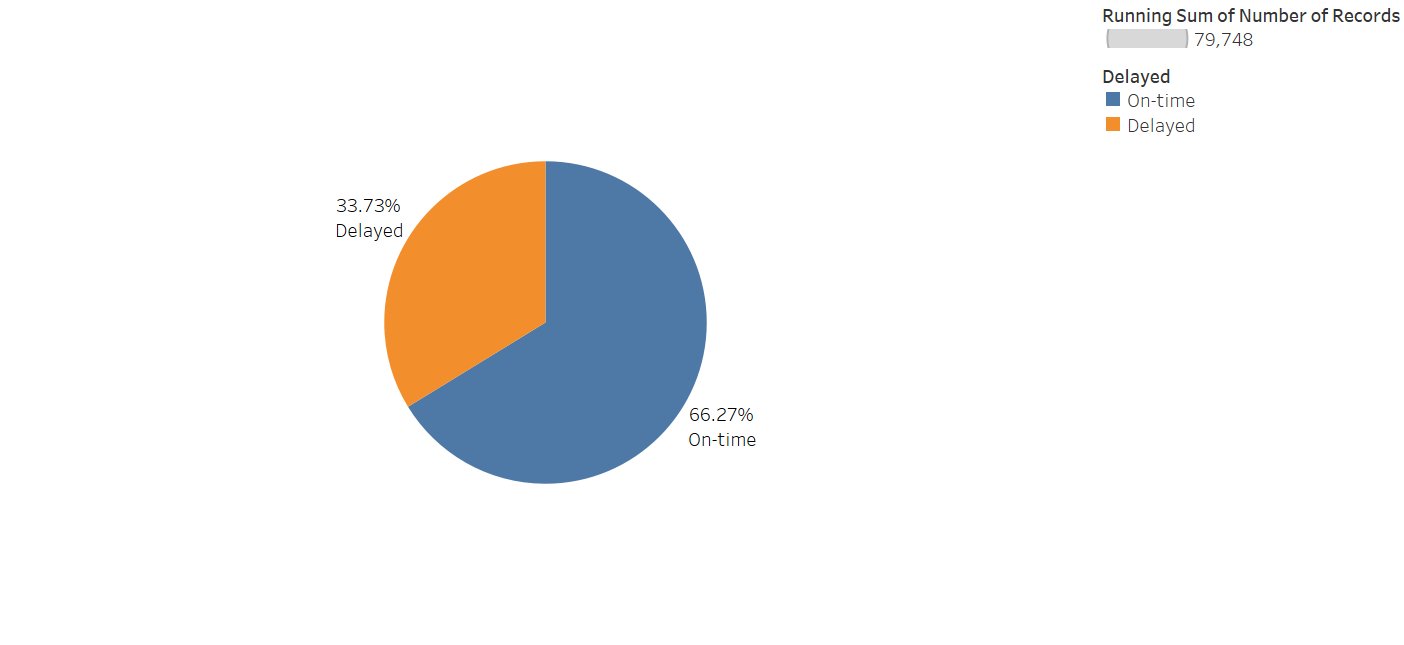 Running Sum of Number of Records
79,748
Delayed
On-time
Delayed
33.73%
Delayed
66.27%
On-time